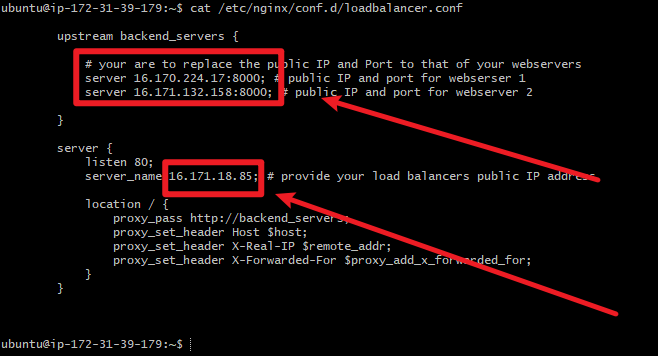 ubuntu@ip-172-31-39-179:~$ cat /etc/nginx/conf.d/loadbalancer.conf
upstream backend_servers {
# your are to replace the public IP and Port to that of your webservers
server 16.170.224.17:8000; # public IP and port for webserser 1
server 16.171.132.158:8000; # public IP and port for webserver 2
}
server {
listen 80;
server_name 16.171.18.85; # provide your load balancers public IP address
location / {
proxy_pass http://backend_servers;
proxy_set_header Host $host;
proxy_set_header X-Real-IP $remote_addr;
proxy_set_header X-Forwarded-For $proxy_add_x_forwarded_for;
}
}
ubuntu@ip-172-31-39-179:~$